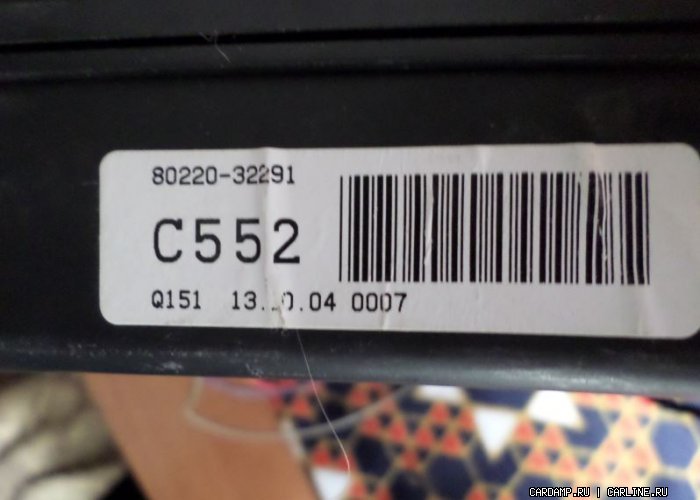 80220-32291
C552
Q151 0007
CARDAMP.RU | CARLINE.RU